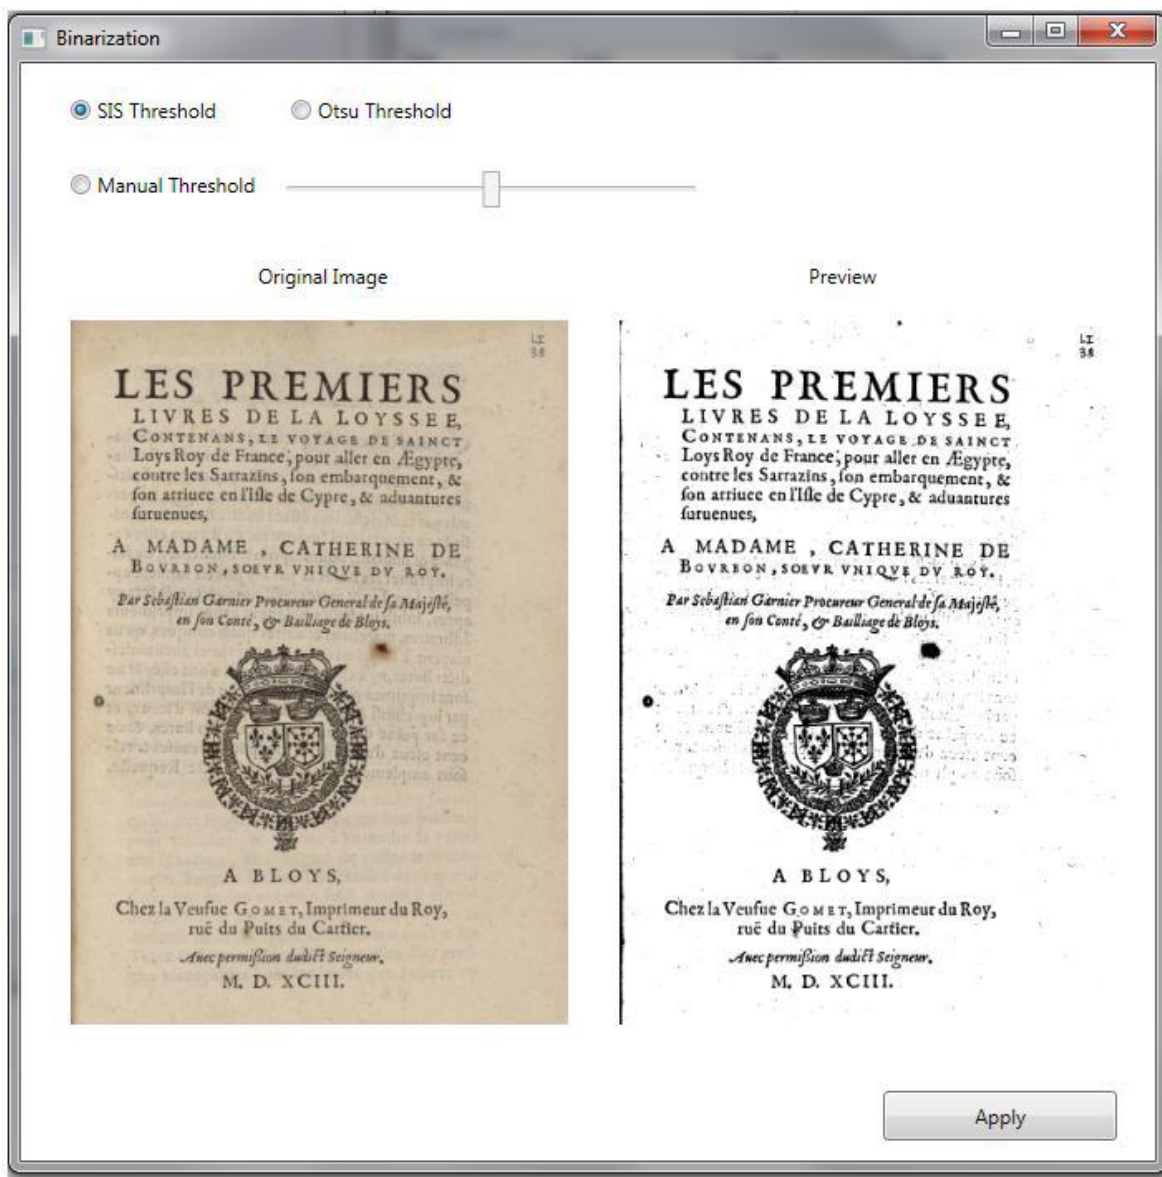 Binarization
SIS Threshold
Otsu Threshold
Manual Threshold
Original Image
LI
38
LES PREMIERS
LIVRES DE LA LOYSSEE,
CONTENANS, LE VOYAGE DE SAINCT
Loys Roy de France, pour aller en Ægypte,
contre les Sarrazins, ſon embarquement, &
ſon arriuee en l'Iſle de Cypre, & aduantures
ſuruenues,
A MADAME, CATHERINE DE
BOVRBON, SOEVR VNIQVE DV ROY.
Par Sebaſtian Garnier Procureur General de ſa Majeſté,
en ſon Conté, & Bailliage de Bloys.
A BLOYS,
Chez la Veufue GOMET, Imprimeur du Roy,
ruë du Puits du Cartier.
Auec permiſſion dudict Seigneur.
M. D. XCIII.
Preview
LI
38
LES PREMIERS
LIVRES DE LA LOYSSEE,
CONTENANS, LE VOYAGE DE SAINCT
Loys Roy de France, pour aller en Ægypte,
contre les Sarrazins, ſon embarquement, &
ſon arriuee en l'Iſle de Cypre, & aduantures
ſuruenues,
A MADAME, CATHERINE DE
BOVRBON, SOEVR VNIQVE DV ROY.
Par Sebaſtian Garnier Procureur General de ſa Majeſté,
en ſon Conté, & Bailliage de Bloys.
A BLOYS,
Chez la Veufue GOMET, Imprimeur du Roy,
ruë du Puits du Cartier.
Auec permiſſion dudict Seigneur.
M. D. XCIII.
Apply